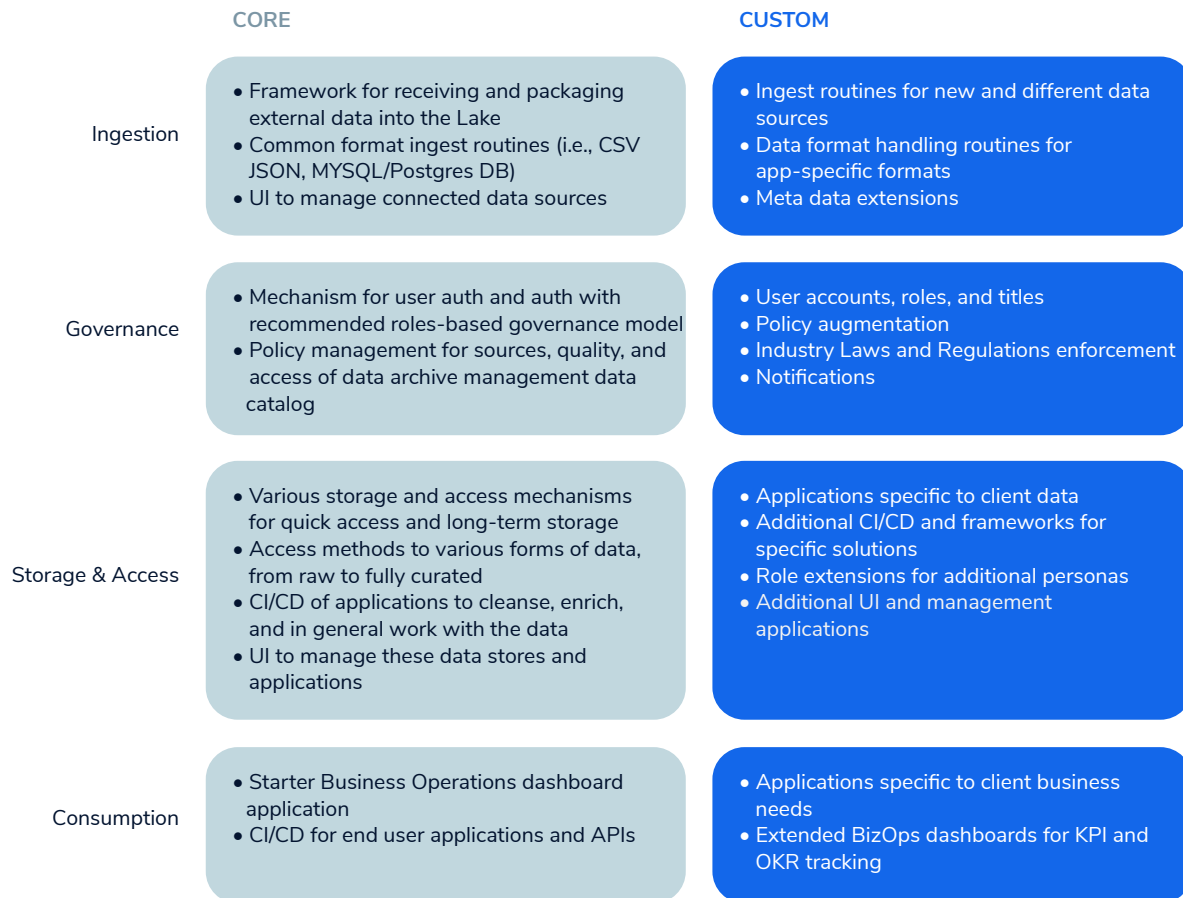 CORE
CUSTOM
Ingestion
• Framework for receiving and packaging
external data into the Lake
• Common format ingest routines (i.e., CSV
JSON, MYSQL/Postgres DB)
• UI to manage connected data sources
• Ingest routines for new and different data
sources
• Data format handling routines for
app-specific formats
• Meta data extensions
Governance
• Mechanism for user auth and auth with
recommended roles-based governance model
• Policy management for sources, quality, and
access of data archive management data
catalog
• User accounts, roles, and titles
• Policy augmentation
• Industry Laws and Regulations enforcement
• Notifications
Storage & Access
• Various storage and access mechanisms
for quick access and long-term storage
• Access methods to various forms of data,
from raw to fully curated
• CI/CD of applications to cleanse, enrich,
and in general work with the data
• UI to manage these data stores and
applications
• Applications specific to client data
• Additional CI/CD and frameworks for
specific solutions
• Role extensions for additional personas
• Additional UI and management
applications
Consumption
• Starter Business Operations dashboard
application
• CI/CD for end user applications and APIs
• Applications specific to client business
needs
• Extended BizOps dashboards for KPI and
OKR tracking